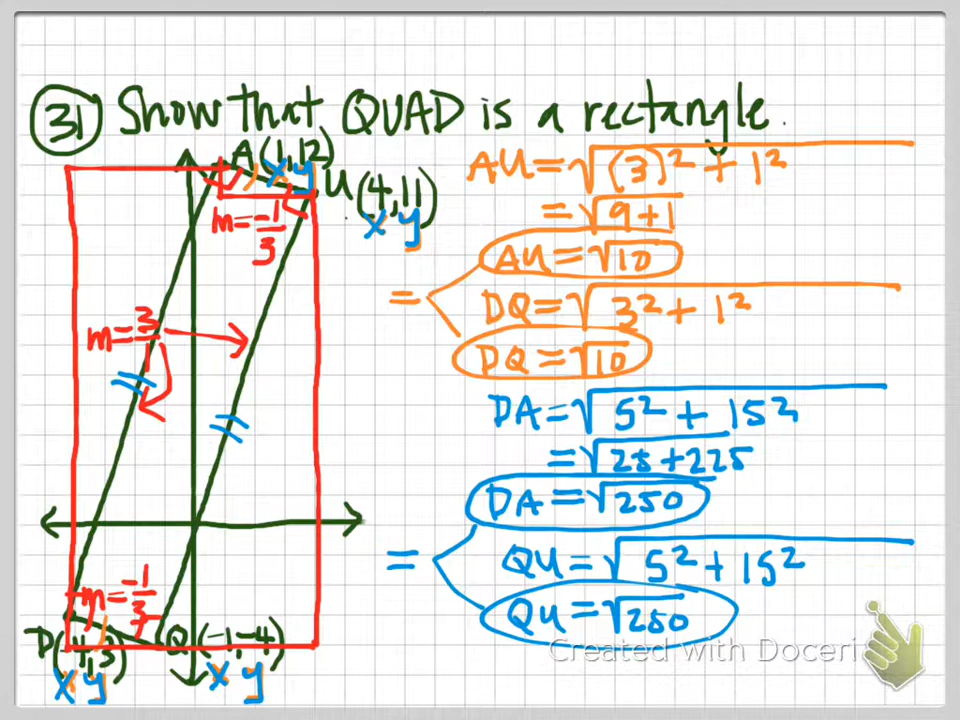 31 Show that QUAD is a rectangle.
A(1,12)
x y
U(4,11)
x y
m=-1/3
m=3/1
m=-1/3
D(-4,-3)
x y
Q(-1,-4)
x y
AU=√(3)²+1²
=√9+1
AU=√10
=
DQ=√3²+1²
DQ=√10
DA=√5²+15²
=√25+225
DA=√250
=
QU=√5²+15²
QU=√250
Created with Doceri